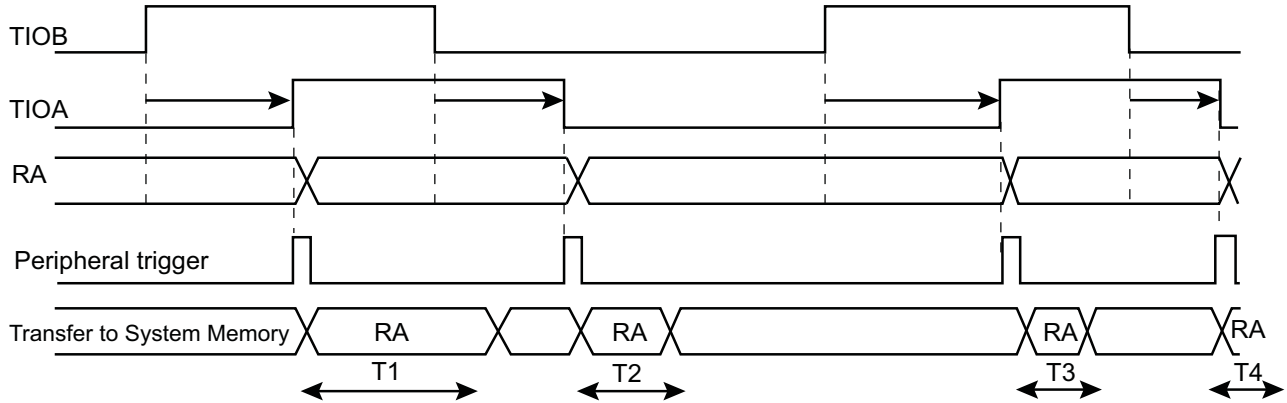 TIOB
TIOA
RA
Peripheral trigger
Transfer to System Memory RA RA RA RA
T1 T2 T3 T4